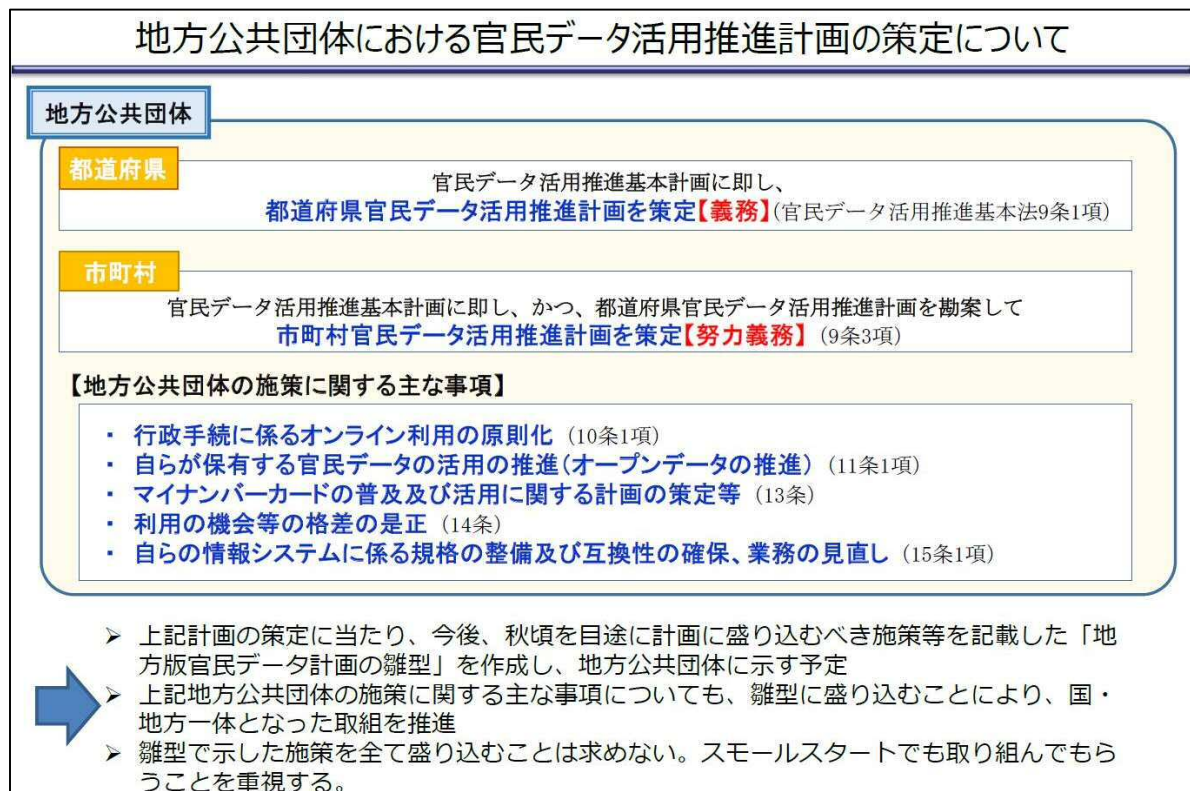 地方公共団体における官民データ活用推進計画の策定について
地方公共団体
都道府県
官民データ活用推進基本計画に即し、
都道府県官民データ活用推進計画を策定【義務】(官民データ活用推進基本法9条1項)
市町村
官民データ活用推進基本計画に即し、かつ、都道府県官民データ活用推進計画を勘案して
市町村官民データ活用推進計画を策定【努力義務】 (9条3項)
【地方公共団体の施策に関する主な事項】
・ 行政手続に係るオンライン利用の原則化 (10条1項)
・ 自らが保有する官民データの活用の推進(オープンデータの推進) (11条1項)
・ マイナンバーカードの普及及び活用に関する計画の策定等 (13条)
・ 利用の機会等の格差の是正 (14条)
・ 自らの情報システムに係る規格の整備及び互換性の確保、業務の見直し (15条1項)
➢ 上記計画の策定に当たり、今後、秋頃を目途に計画に盛り込むべき施策等を記載した「地
方版官民データ計画の雛型」を作成し、地方公共団体に示す予定
➢ 上記地方公共団体の施策に関する主な事項についても、雛型に盛り込むことにより、国・
地方一体となった取組を推進
➢ 雛型で示した施策を全て盛り込むことは求めない。スモールスタートでも取り組んでもら
うことを重視する。